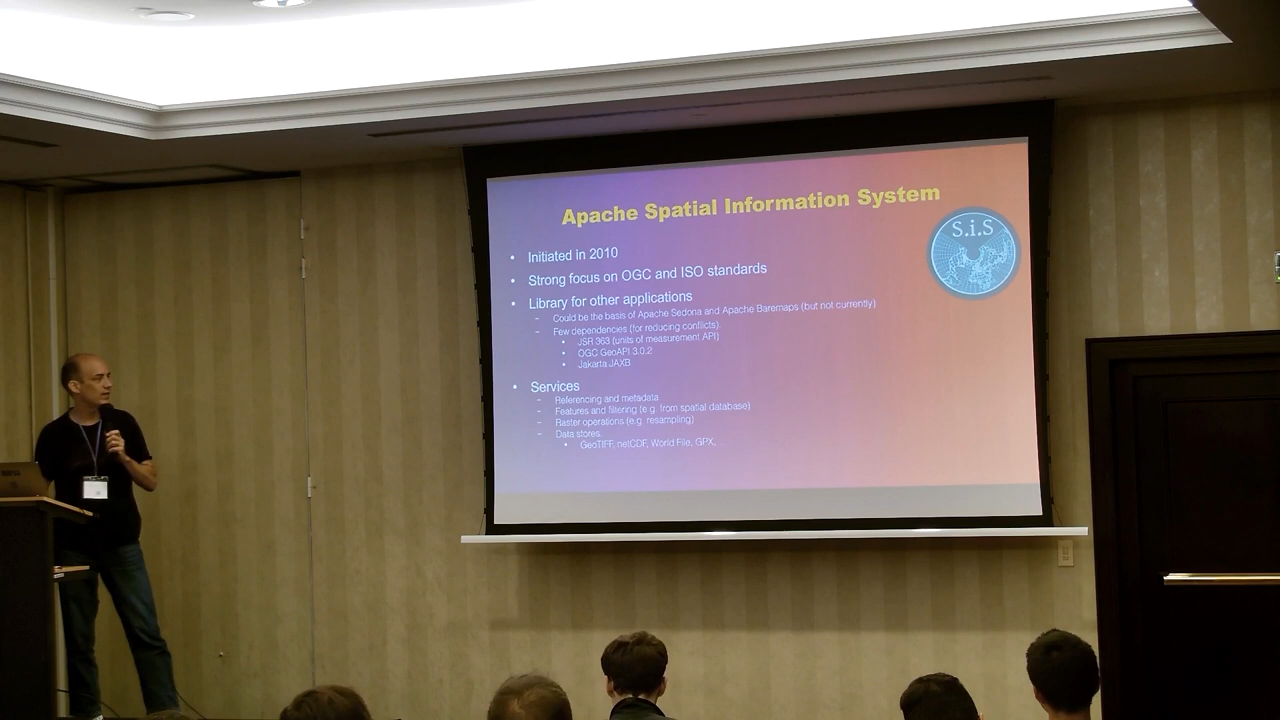 Apache Spatial Information System
S.i.S
• Initiated in 2010
• Strong focus on OGC and ISO standards
• Library for other applications
– Could be the basis of Apache Sedona and Apache Baremaps (but not currently)
– Few dependencies (for reducing conflicts).
• JSR 363 (units of measurement API)
• OGC GeoAPI 3.0.2
• Jakarta JAXB
• Services
– Referencing and metadata
– Features and filtering (e.g. from spatial database)
– Raster operations (e.g. resampling)
– Data stores
• GeoTIFF, netCDF, World File, GPX, ...